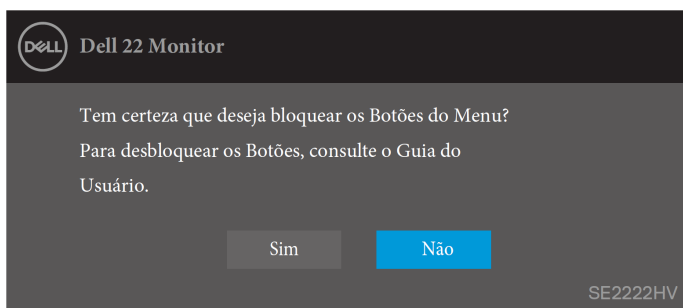 DELL Dell 22 Monitor
Tem certeza que deseja bloquear os Botões do Menu?
Para desbloquear os Botões, consulte o Guia do
Usuário.
Sim Não
SE2222HV